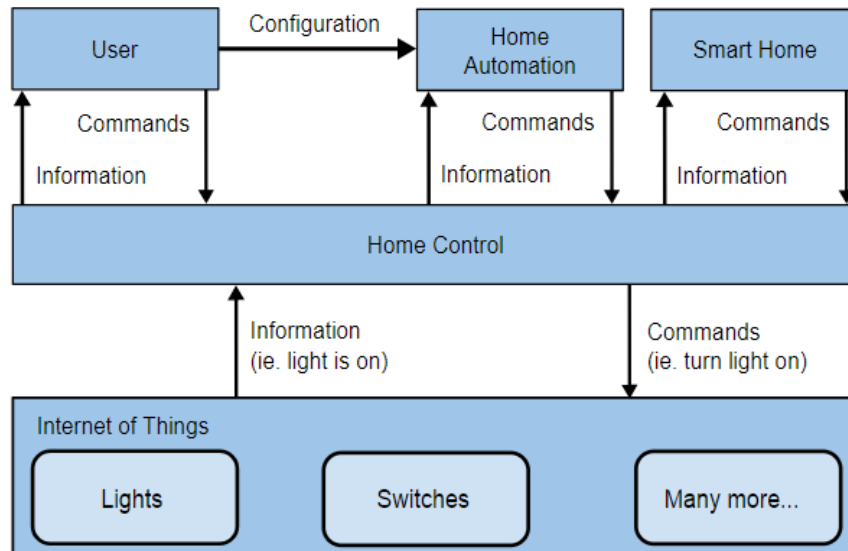 User
Configuration
Home
Automation
Smart Home
Commands
Information
Commands
Information
Commands
Information
Home Control
Information
(ie. light is on)
Commands
(ie. turn light on)
Internet of Things
Lights
Switches
Many more...